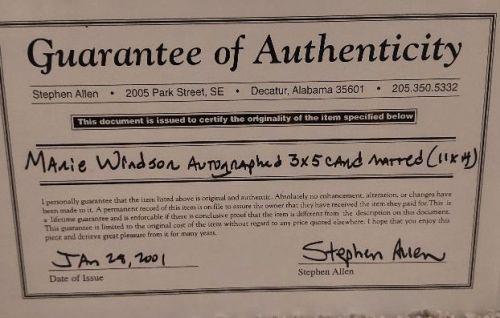 Guarantee of Authenticity
Stephen Allen • 2005 Park Street, SE • Decatur, Alabama 35601 • 205.350.5332
This document is issued to certify the originality of the item specified below
Marie Windsor Autographed 3x5 card matted (11x14)
I personally guarantee that the item listed above is original and authentic. Absolutely no enhancement, alteration, or changes have
been made to it. A permanent record of this item is on file to assure the owner that they have received the item they paid for. This is
a lifetime guarantee and is enforceable if there is conclusive proof that the item is different from the description on this document.
This guarantee is limited to the original cost of the item without regard to any price quoted elsewhere. I hope that you enjoy this
piece and derive great pleasure from it for many years.
Jan 28, 2001
Stephen Allen
Date of Issue
Stephen Allen